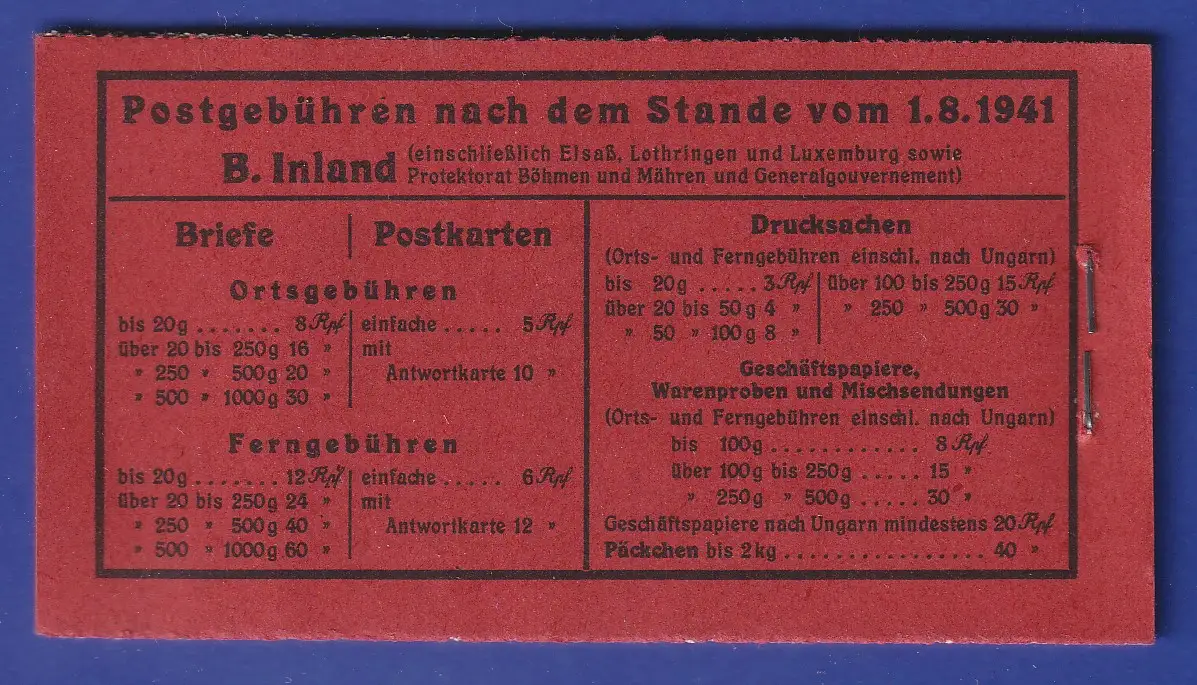 Postgebühren nach dem Stande vom 1.8.1941
B. Inland (einschließlich Elsaß, Lothringen und Luxemburg sowie
Protektorat Böhmen und Mähren und Generalgouvernement)
Briefe | Postkarten
Ortsgebühren
bis 20g ....... 8 Rpf
über 20 bis 250g 16 »
» 250 » 500g 20 »
» 500 » 1000g 30 »
einfache ..... 5 Rpf
mit
Antwortkarte 10 »
Ferngebühren
bis 20g ....... 12 Rpf
über 20 bis 250g 24 »
» 250 » 500g 40 »
» 500 » 1000g 60 »
einfache ..... 6 Rpf
mit
Antwortkarte 12 »
Drucksachen
(Orts- und Ferngebühren einschl. nach Ungarn)
bis 20g ..... 3 Rpf
über 20 bis 50g 4 »
» 50 » 100g 8 »
über 100 bis 250g 15 Rpf
» 250 » 500g 30 »
Geschäftspapiere,
Warenproben und Mischsendungen
(Orts- und Ferngebühren einschl. nach Ungarn)
bis 100g ............ 8 Rpf
über 100g bis 250g ..... 15 »
» 250g » 500g ..... 30 »
Geschäftspapiere nach Ungarn mindestens 20 Rpf
Päckchen bis 2kg ................. 40 »